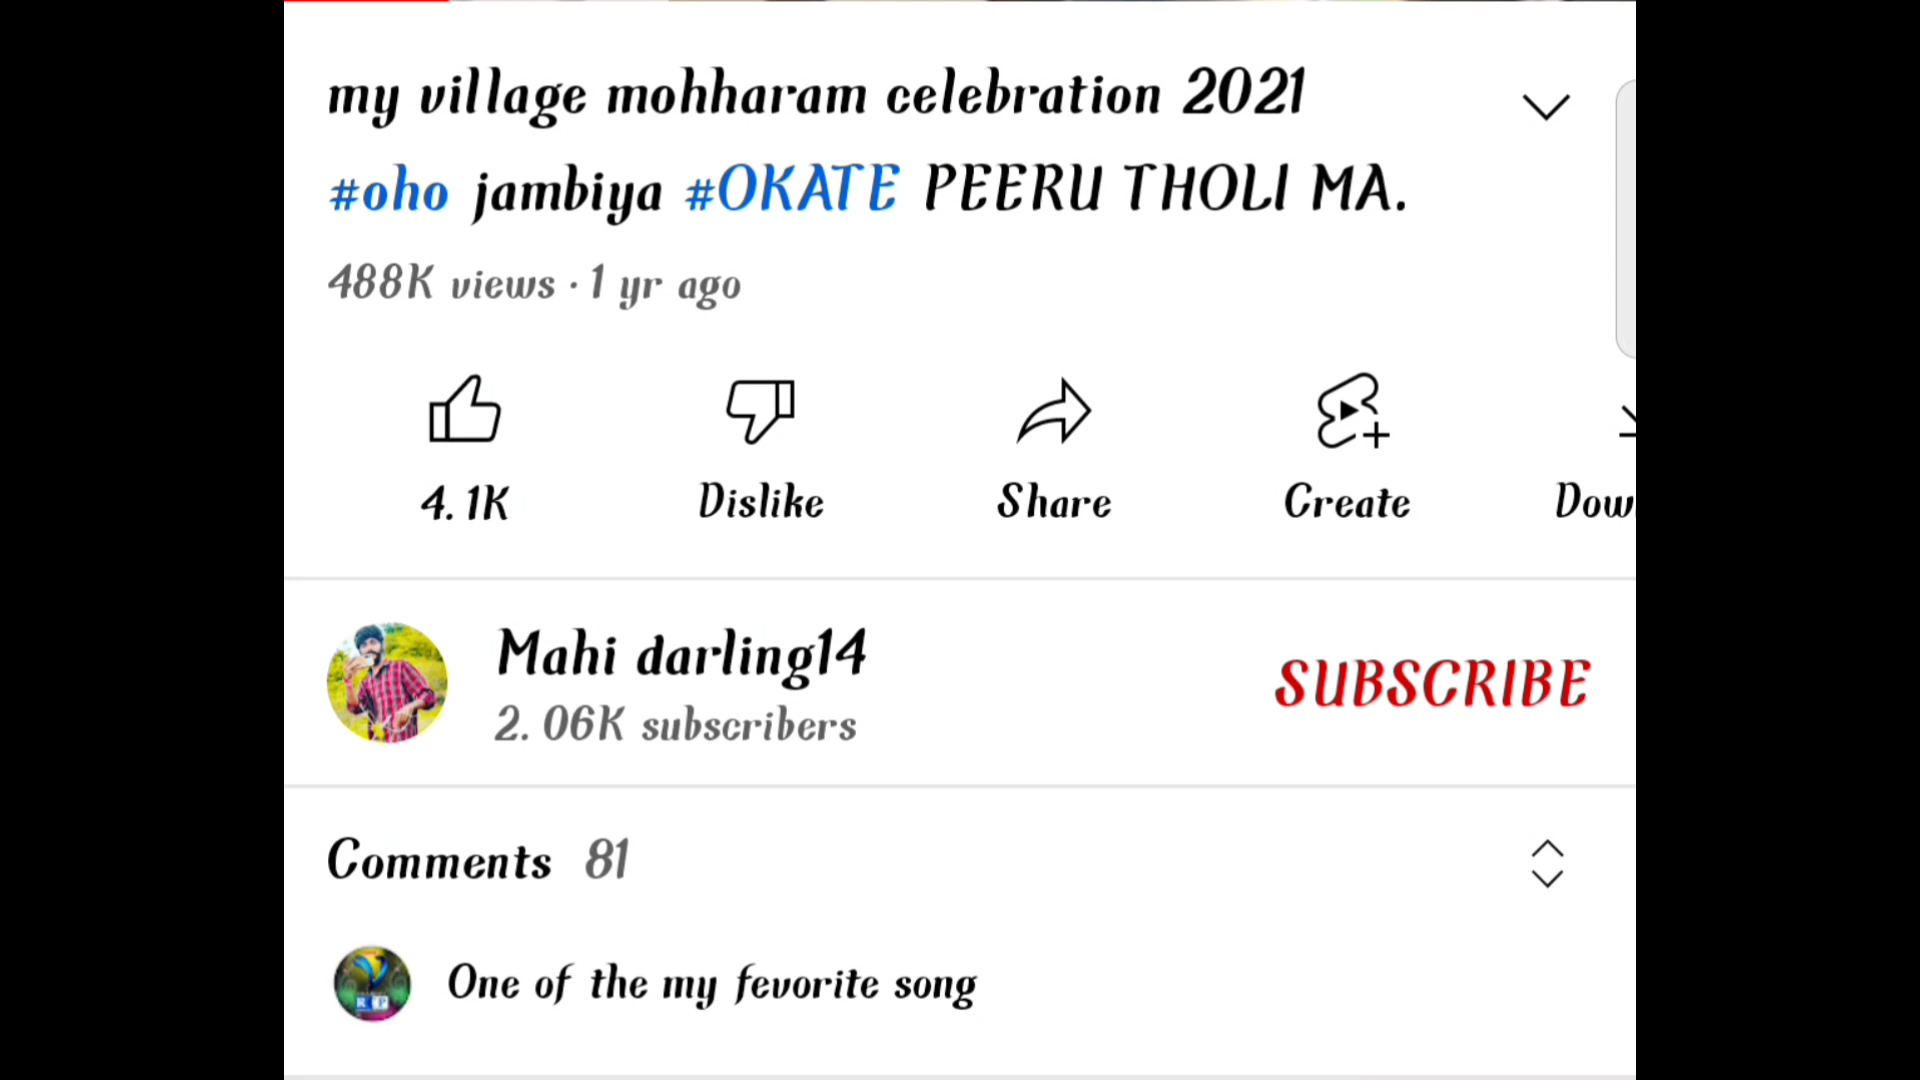 my village mohharam celebration 2021
#oho jambiya #OKATE PEERU THOLI MA.
488K views · 1 yr ago
4.1K Dislike Share Create Dow
Mahi darling14
SUBSCRIBE
2.06K subscribers
Comments 81
One of the my fevorite song